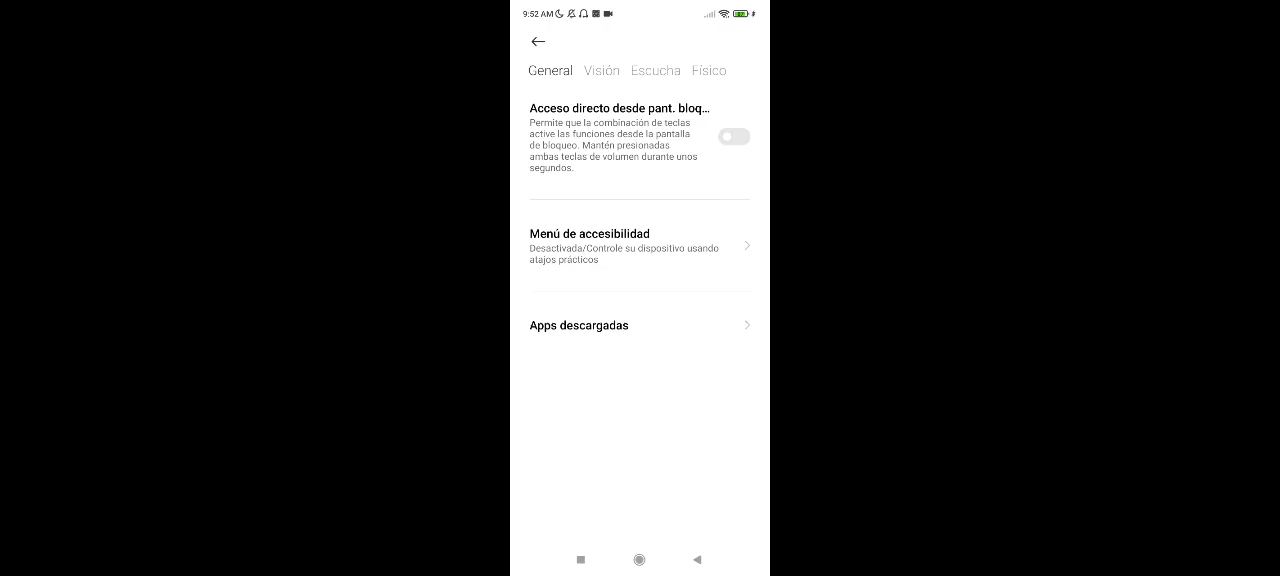 9:52 AM
General Visión Escucha Físico
Acceso directo desde pant. bloq...
Permite que la combinación de teclas
active las funciones desde la pantalla
de bloqueo. Mantén presionadas
ambas teclas de volumen durante unos
segundos.
Menú de accesibilidad
Desactivada/Controle su dispositivo usando
atajos prácticos
Apps descargadas